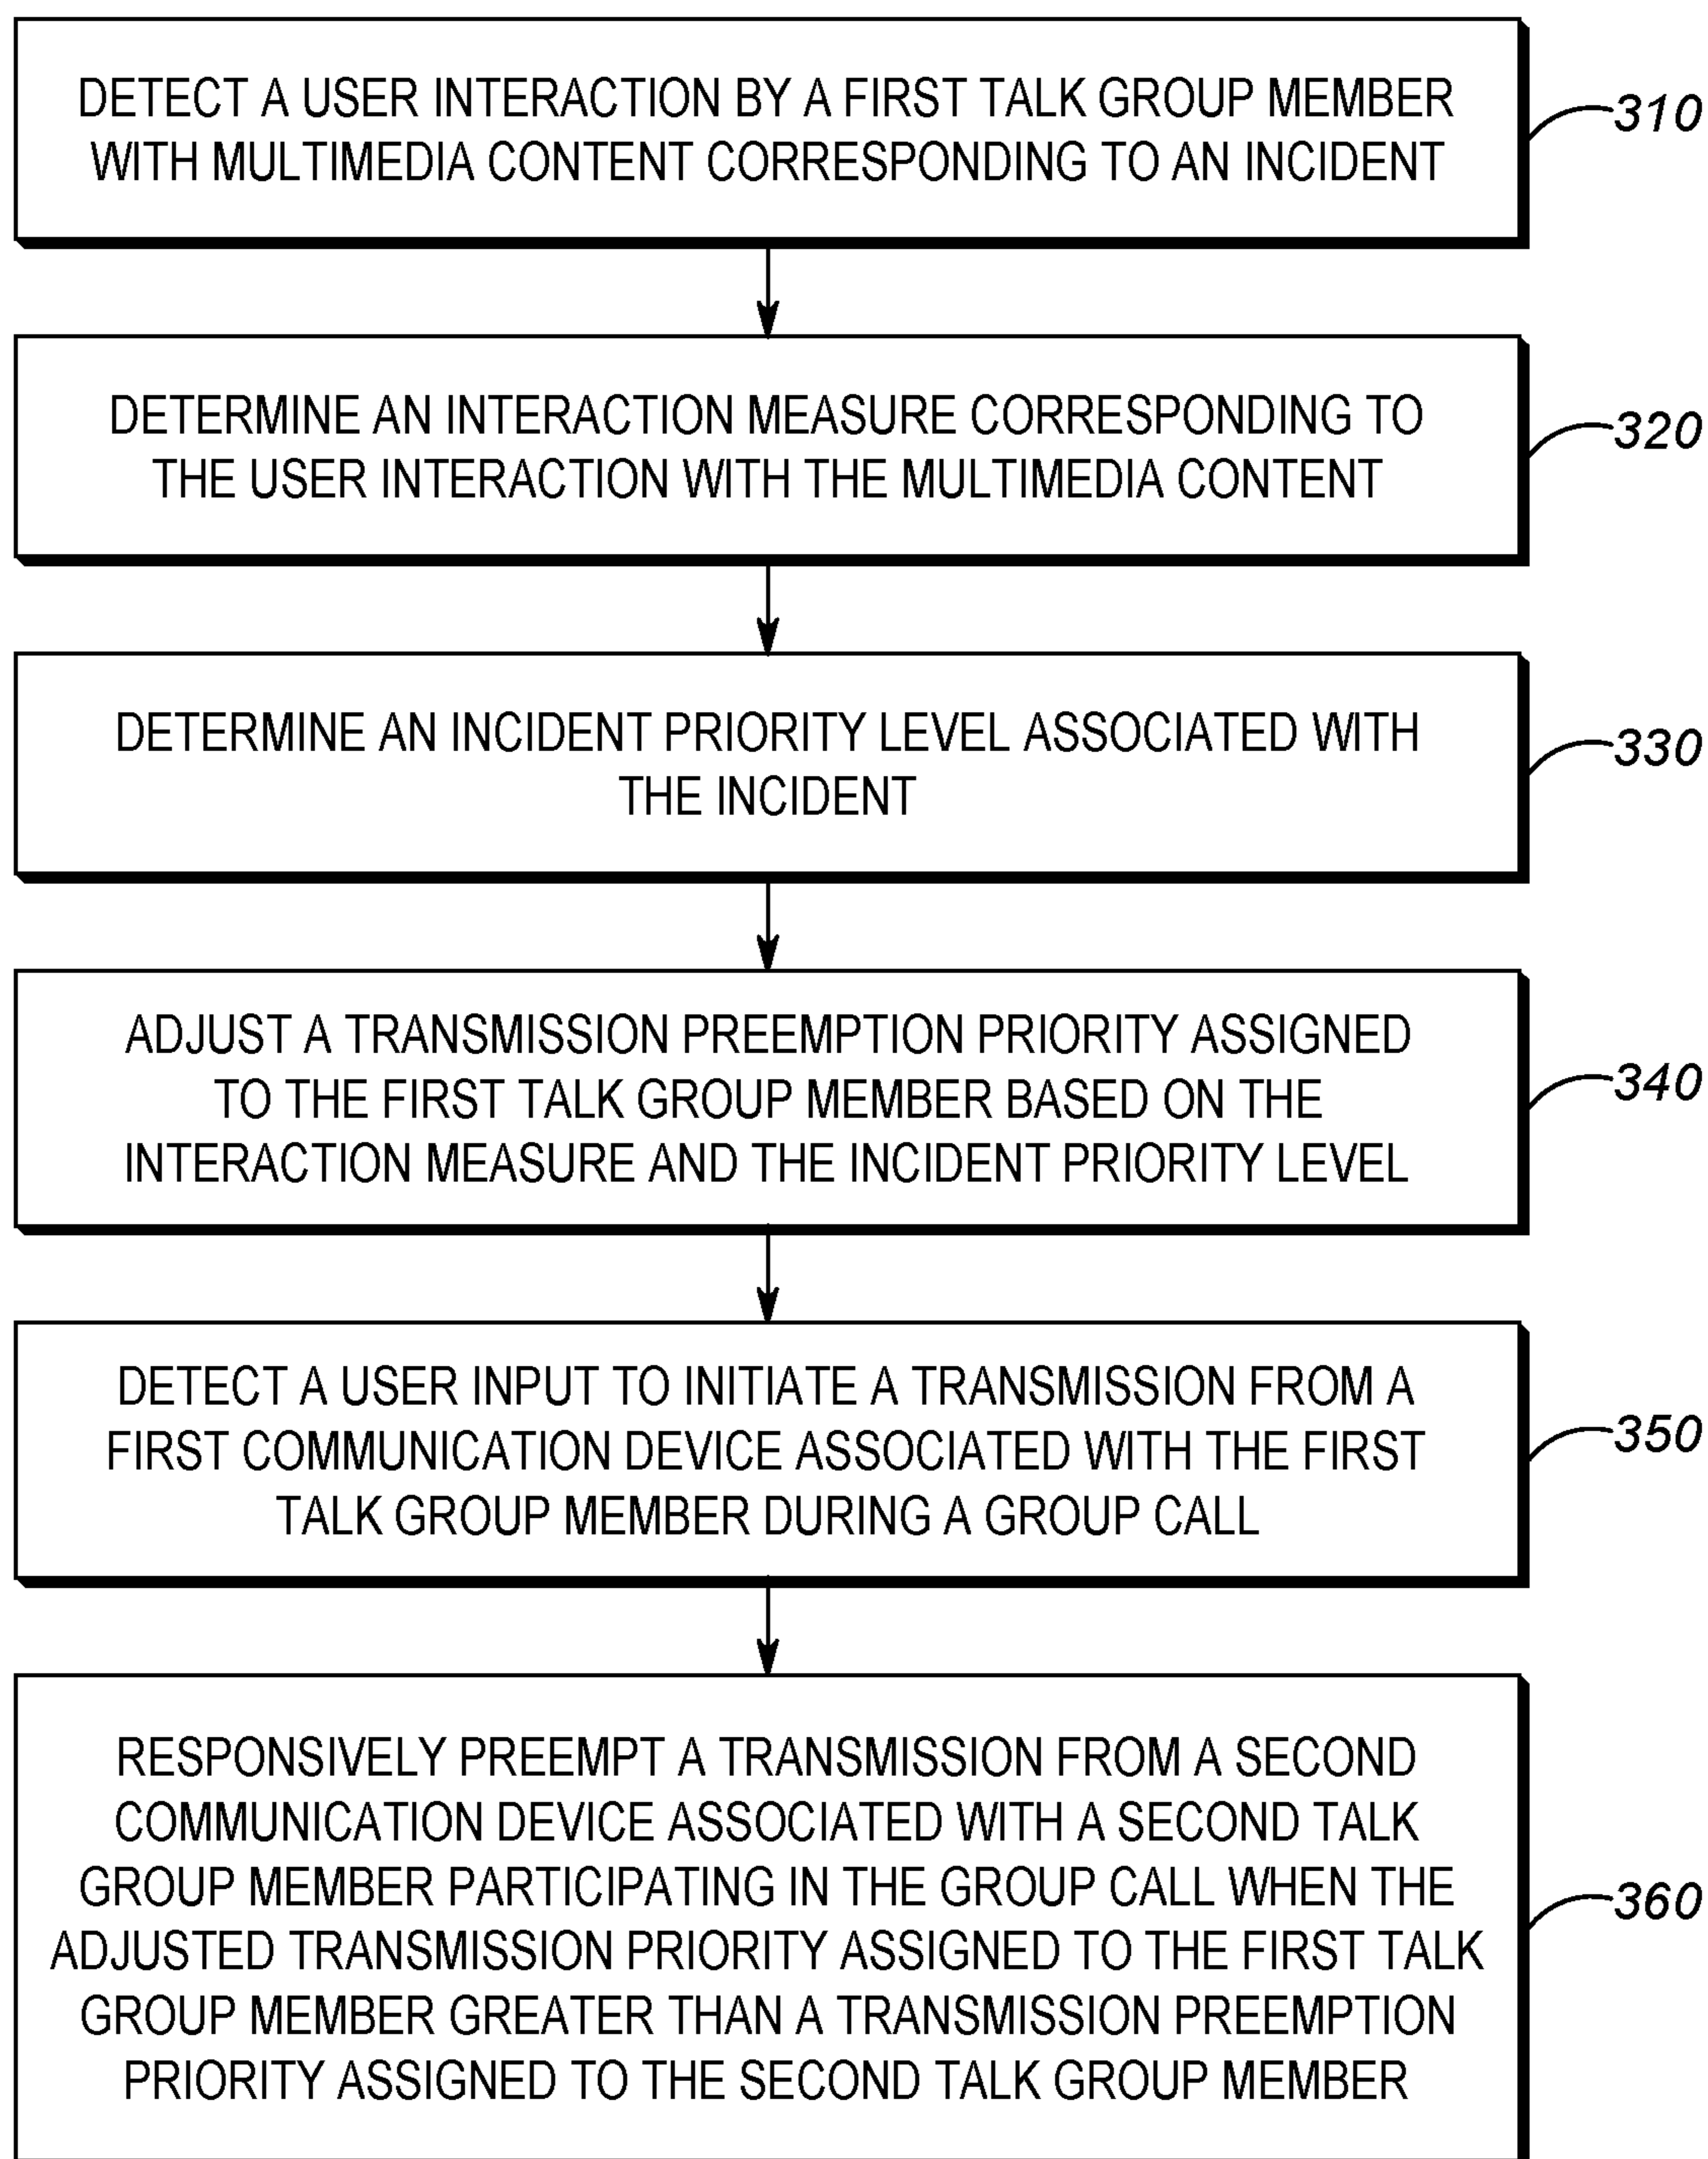 DETECT A USER INTERACTION BY A FIRST TALK GROUP MEMBER
WITH MULTIMEDIA CONTENT CORRESPONDING TO AN INCIDENT
310
DETERMINE AN INTERACTION MEASURE CORRESPONDING TO
THE USER INTERACTION WITH THE MULTIMEDIA CONTENT
320
DETERMINE AN INCIDENT PRIORITY LEVEL ASSOCIATED WITH
THE INCIDENT
330
ADJUST A TRANSMISSION PREEMPTION PRIORITY ASSIGNED
TO THE FIRST TALK GROUP MEMBER BASED ON THE
INTERACTION MEASURE AND THE INCIDENT PRIORITY LEVEL
340
DETECT A USER INPUT TO INITIATE A TRANSMISSION FROM A
FIRST COMMUNICATION DEVICE ASSOCIATED WITH THE FIRST
TALK GROUP MEMBER DURING A GROUP CALL
350
RESPONSIVELY PREEMPT A TRANSMISSION FROM A SECOND
COMMUNICATION DEVICE ASSOCIATED WITH A SECOND TALK
GROUP MEMBER PARTICIPATING IN THE GROUP CALL WHEN THE
ADJUSTED TRANSMISSION PRIORITY ASSIGNED TO THE FIRST TALK
GROUP MEMBER GREATER THAN A TRANSMISSION PREEMPTION
PRIORITY ASSIGNED TO THE SECOND TALK GROUP MEMBER
360